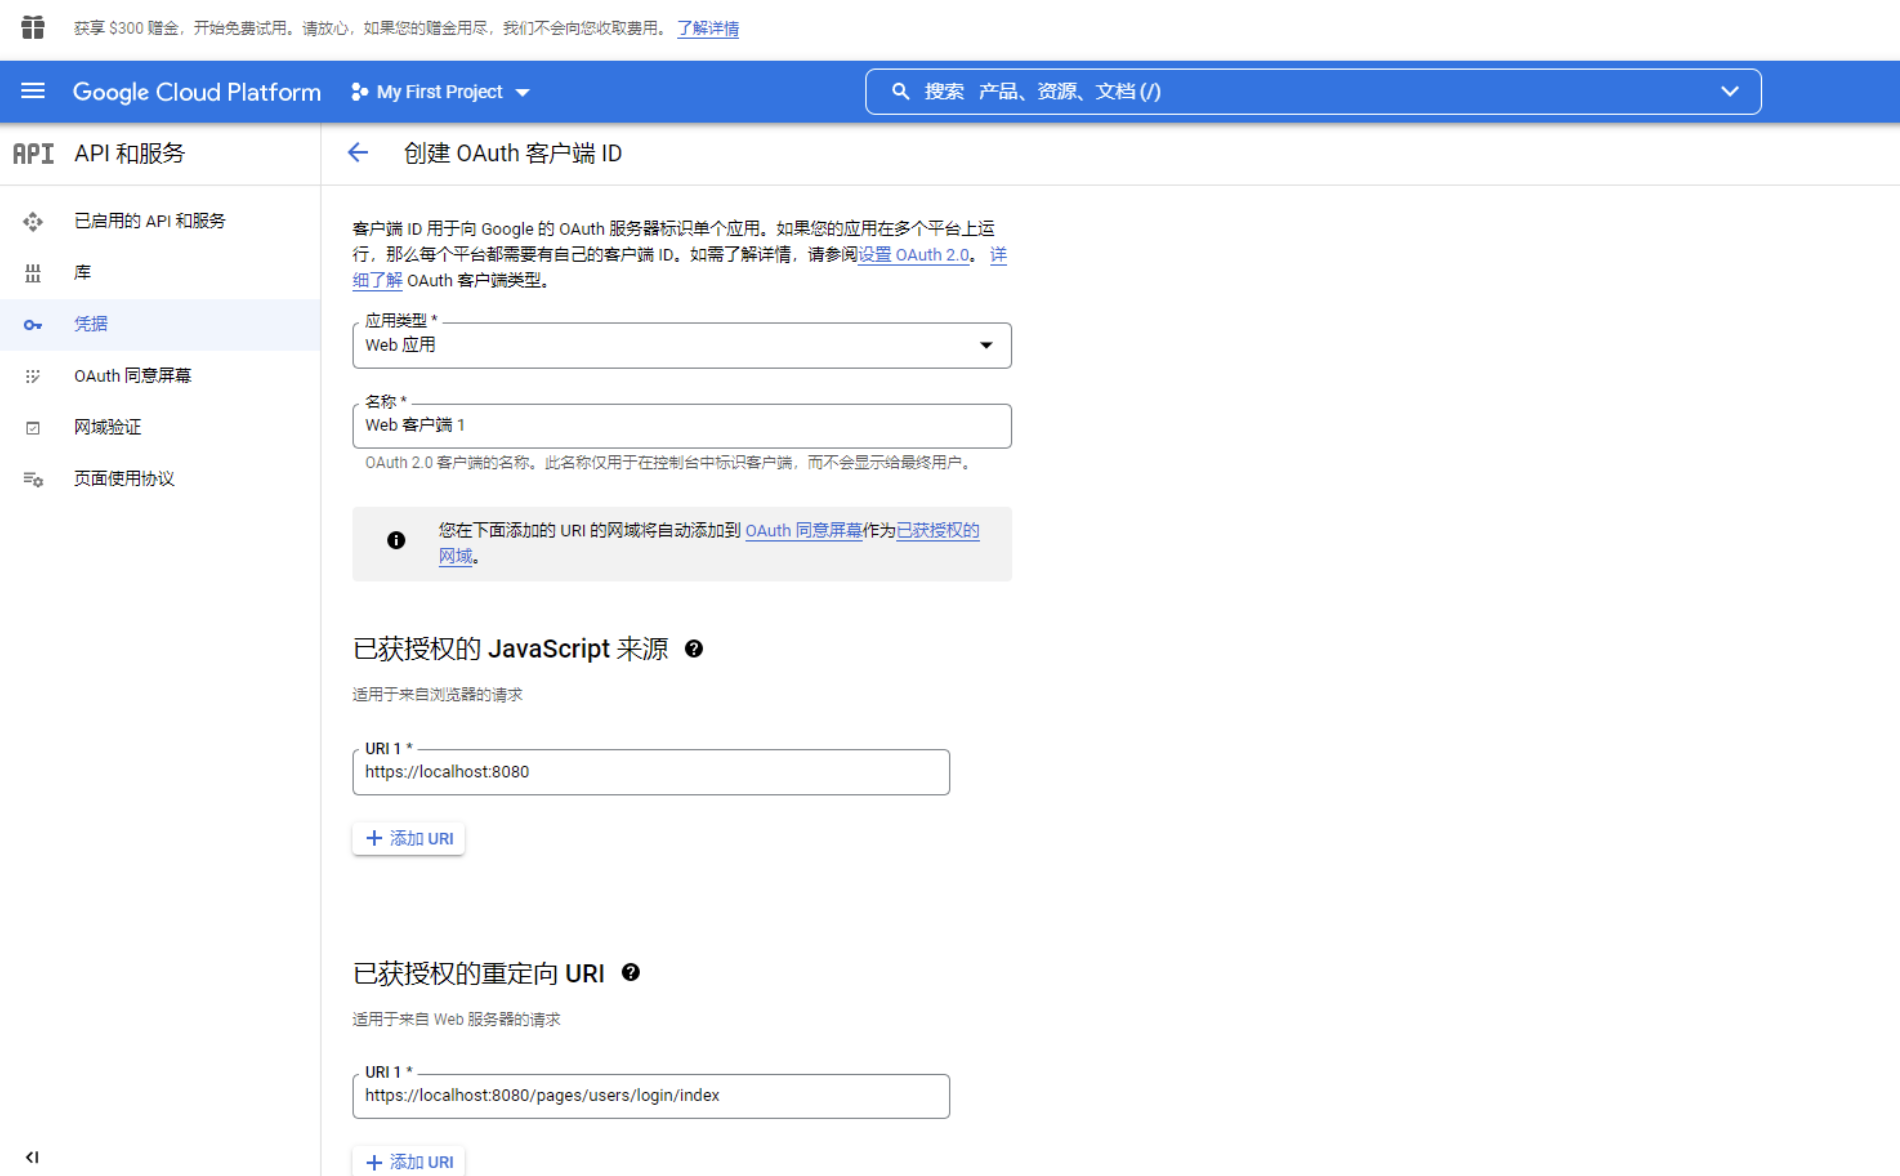 获享 $300 赠金，开始免费试用。请放心，如果您的赠金用尽，我们不会向您收取费用。 了解详情
Google Cloud Platform
My First Project
搜索 产品、资源、文档 (/)
API API 和服务
创建 OAuth 客户端 ID
已启用的 API 和服务
库
凭据
OAuth 同意屏幕
网域验证
页面使用协议
客户端 ID 用于向 Google 的 OAuth 服务器标识单个应用。如果您的应用在多个平台上运
行，那么每个平台都需要有自己的客户端 ID。如需了解详情，请参阅设置 OAuth 2.0。 详
细了解 OAuth 客户端类型。
应用类型 *
Web 应用
名称 *
Web 客户端 1
OAuth 2.0 客户端的名称。此名称仅用于在控制台中标识客户端，而不会显示给最终用户。
您在下面添加的 URI 的网域将自动添加到 OAuth 同意屏幕作为已获授权的
网域。
已获授权的 JavaScript 来源
适用于来自浏览器的请求
URI 1 *
https://localhost:8080
添加 URI
已获授权的重定向 URI
适用于来自 Web 服务器的请求
URI 1 *
https://localhost:8080/pages/users/login/index
添加 URI